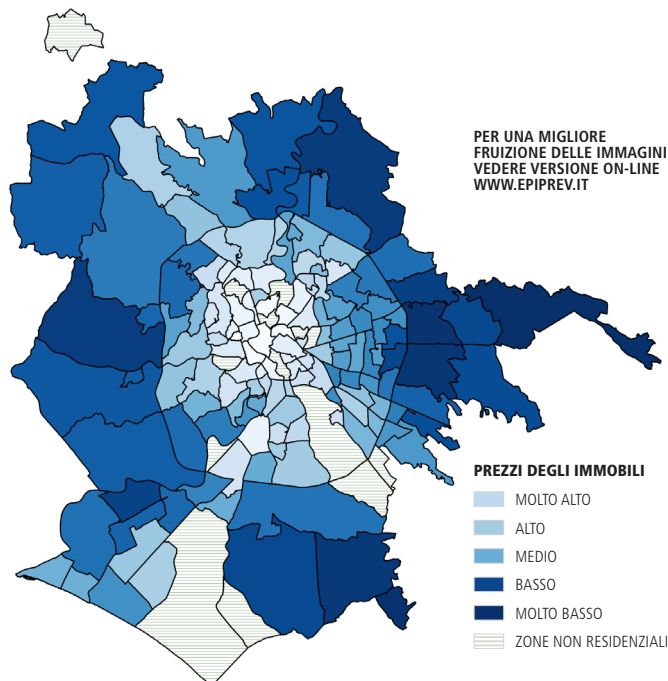 PER UNA MIGLIORE
FRUIZIONE DELLE IMMAGINI
VEDERE VERSIONE ON-LINE
WWW.EPIPREV.IT
PREZZI DEGLI IMMOBILI
MOLTO ALTO
ALTO
MEDIO
BASSO
MOLTO BASSO
ZONE NON RESIDENZIALI